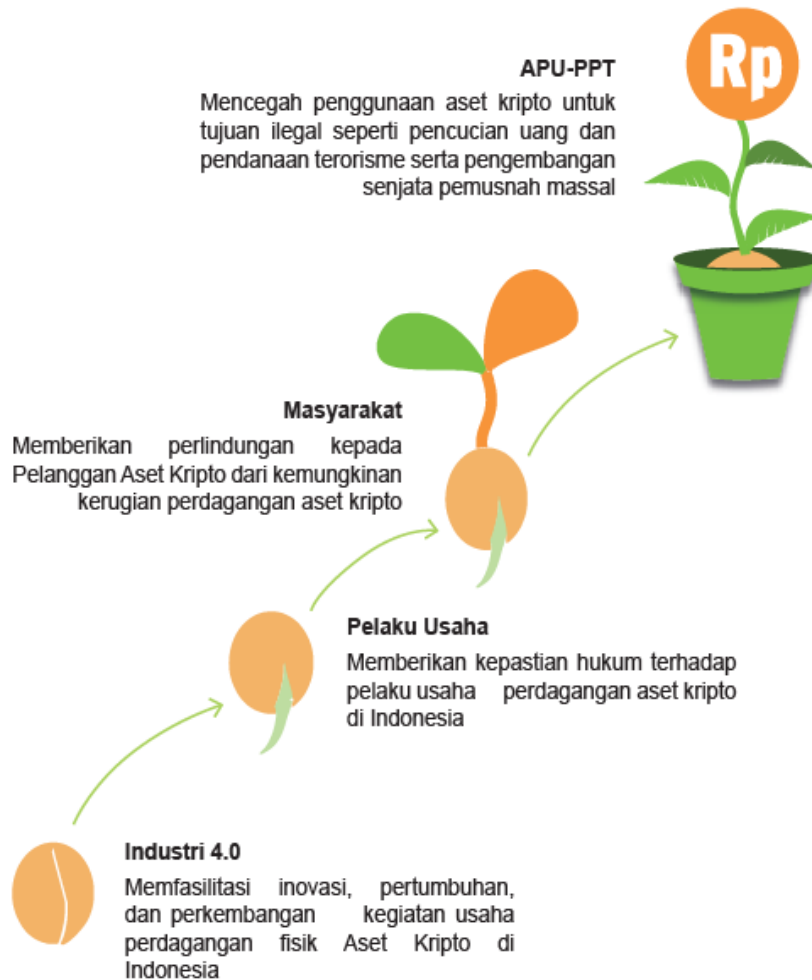 APU-PPT
Mencegah penggunaan aset kripto untuk
tujuan ilegal seperti pencucian uang dan
pendanaan terorisme serta pengembangan
senjata pemusnah massal
Rp
Masyarakat
Memberikan perlindungan kepada
Pelanggan Aset Kripto dari kemungkinan
kerugian perdagangan aset kripto
Pelaku Usaha
Memberikan kepastian hukum terhadap
pelaku usaha perdagangan aset kripto
di Indonesia
Industri 4.0
Memfasilitasi inovasi, pertumbuhan,
dan perkembangan kegiatan usaha
perdagangan fisik Aset Kripto di
Indonesia